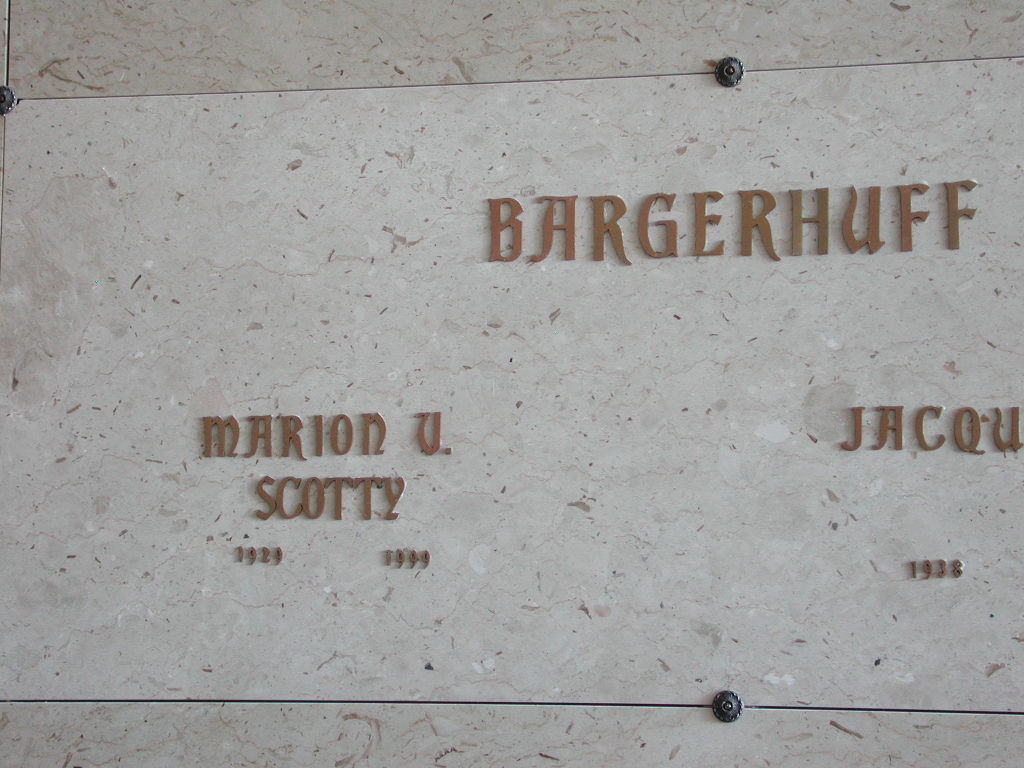 BARGERHUFF
MARION V.
SCOTTY
1929 1999
JACQU
1938